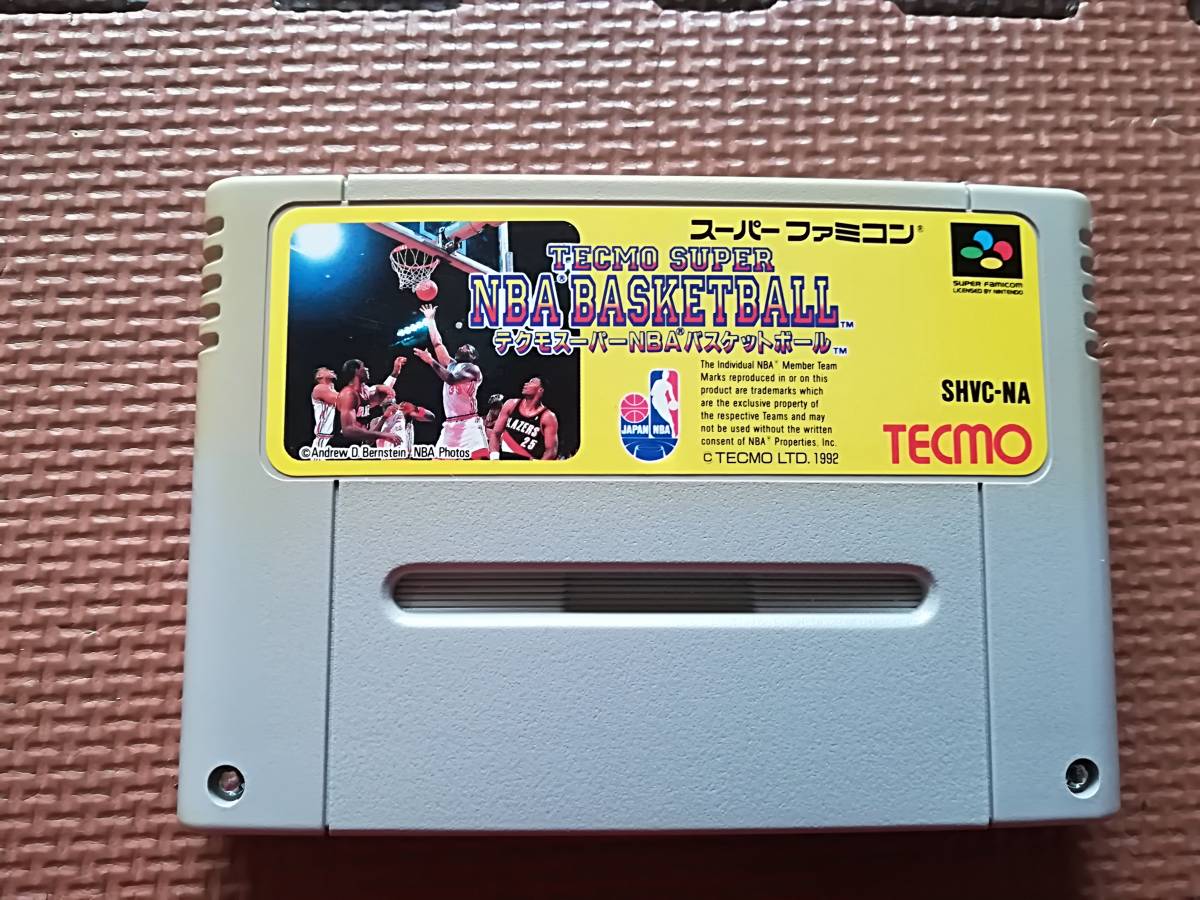 スーパーファミコン®
TECMO SUPER
NBA® BASKETBALL™
テクモスーパーNBA®バスケットボール™
SUPER FAMICOM
LICENSED BY NINTENDO
The Individual NBA® Member Team
Marks reproduced in or on this
product are trademarks which
are the exclusive property of
the respective Teams and may
not be used without the written
consent of NBA® Properties, Inc.
©TECMO LTD. 1992
JAPAN NBA
SHVC-NA
TECMO
BLAZERS
25
©Andrew D. Bernstein, NBA Photos